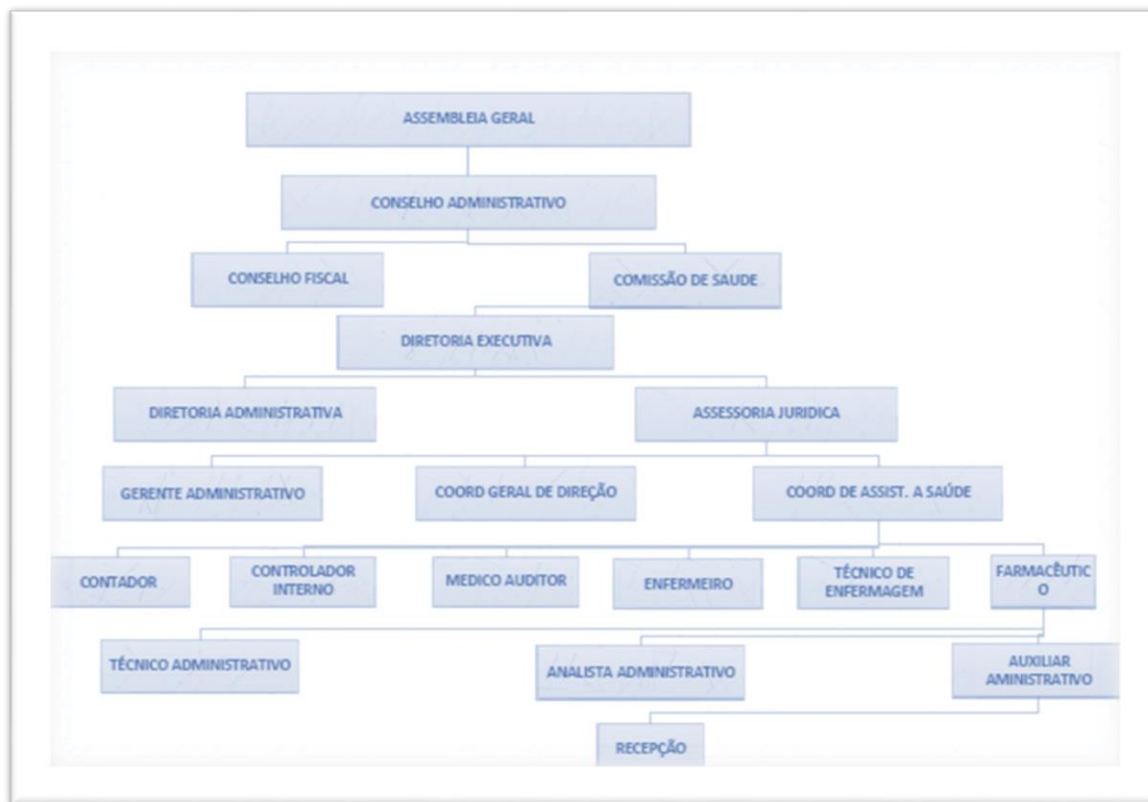 ASSEMBLEIA GERAL
CONSELHO ADMINISTRATIVO
CONSELHO FISCAL
COMISSÃO DE SAUDE
DIRETORIA EXECUTIVA
DIRETORIA ADMINISTRATIVA
ASSESSORIA JURIDICA
GERENTE ADMINISTRATIVO
COORD GERAL DE DIREÇÃO
COORD DE ASSIST. A SAÚDE
CONTADOR
CONTROLADOR
INTERNO
MEDICO AUDITOR
ENFERMEIRO
TÉCNICO DE
ENFERMAGEM
FARMACÊUTIC
O
TÉCNICO ADMINISTRATIVO
ANALISTA ADMINISTRATIVO
AUXILIAR
AMINISTRATIVO
RECEPÇÃO